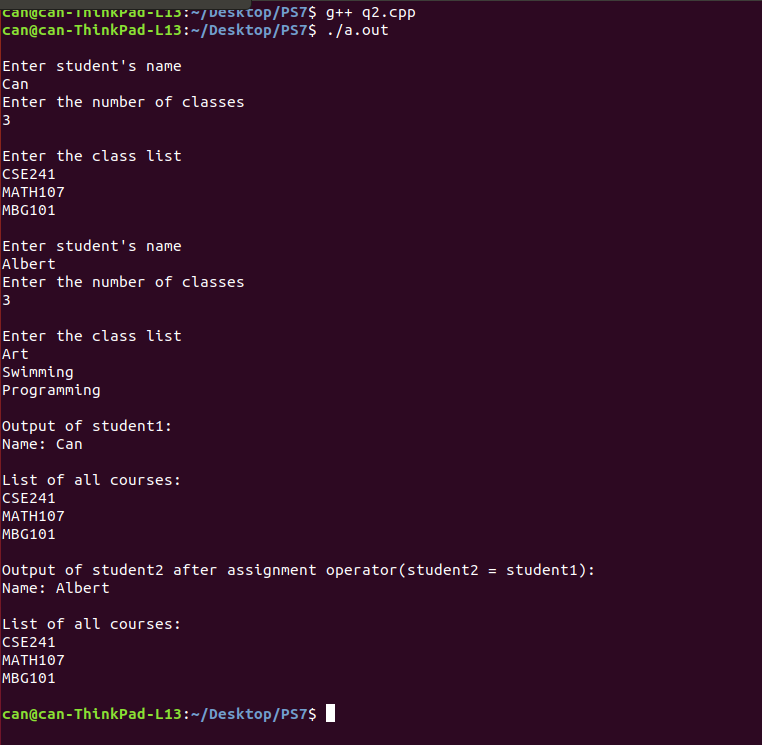 can@can-ThinkPad-L13:~/Desktop/PS7$ g++ q2.cpp
can@can-ThinkPad-L13:~/Desktop/PS7$ ./a.out
Enter student's name
Can
Enter the number of classes
3
Enter the class list
CSE241
MATH107
MBG101
Enter student's name
Albert
Enter the number of classes
3
Enter the class list
Art
Swimming
Programming
Output of student1:
Name: Can
List of all courses:
CSE241
MATH107
MBG101
Output of student2 after assignment operator(student2 = student1):
Name: Albert
List of all courses:
CSE241
MATH107
MBG101
can@can-ThinkPad-L13:~/Desktop/PS7$